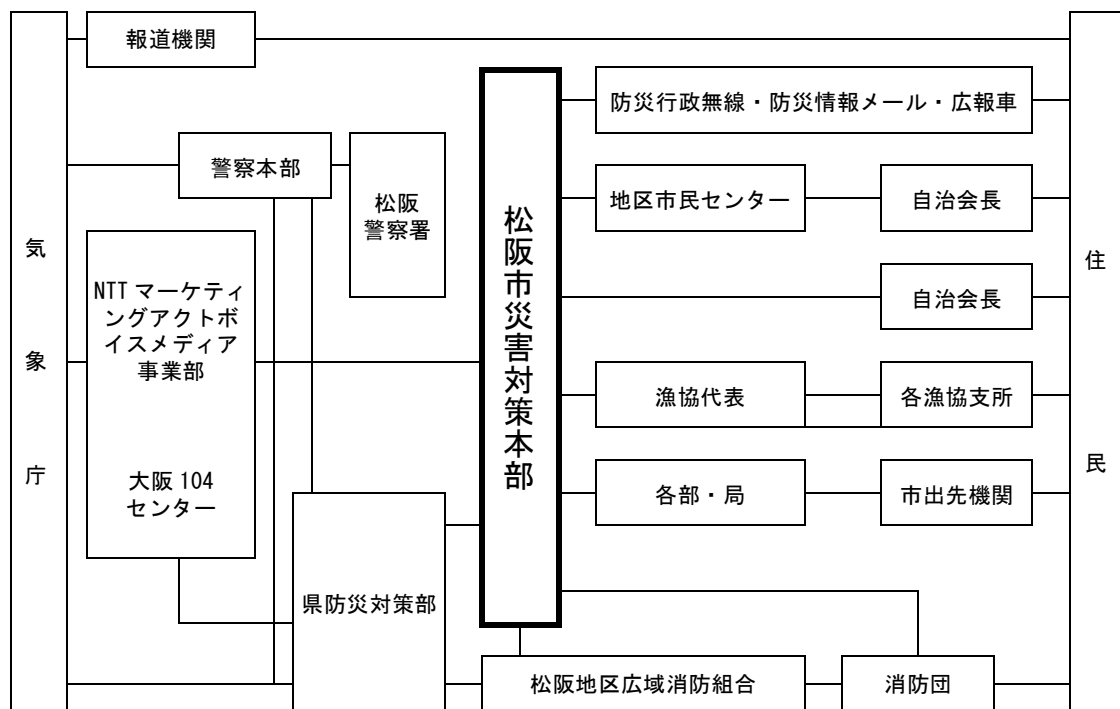 気象庁
報道機関
警察本部
松阪
警察署
NTT マーケティ
ングアクトボ
イスメディア
事業部
大阪 104
センター
県防災対策部
松阪市災害対策本部
防災行政無線・防災情報メール・広報車
地区市民センター
自治会長
自治会長
漁協代表
各漁協支所
各部・局
市出先機関
松阪地区広域消防組合
消防団
住民